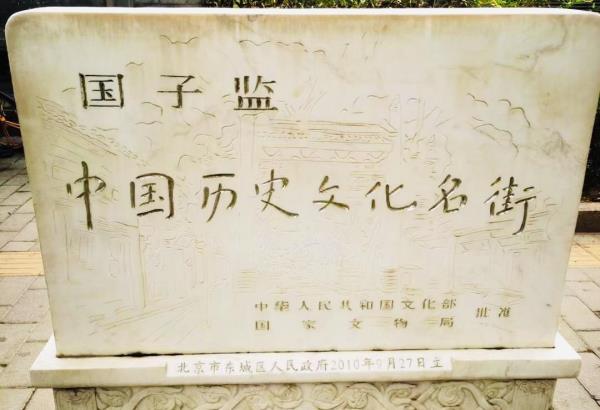 国子监
中国历史文化名街
中华人民共和国文化部
国家文物局 批准
北京市东城区人民政府2010年9月27日立